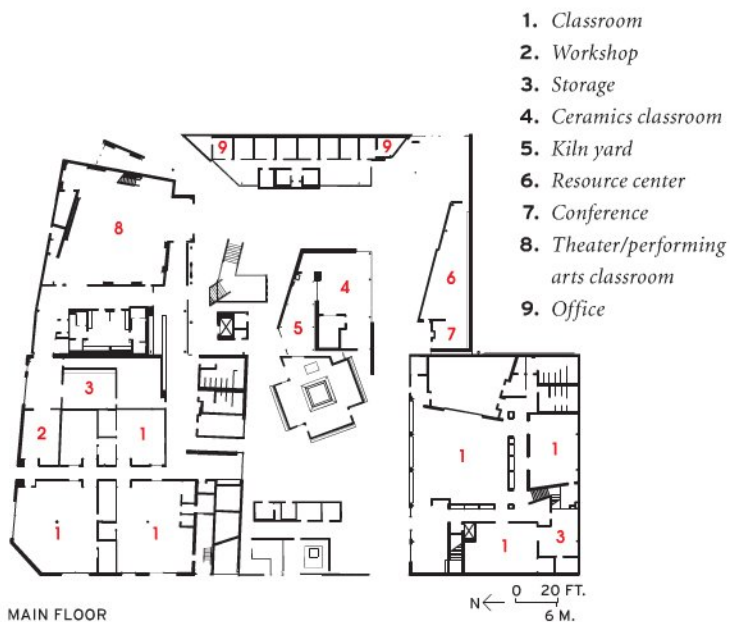 1. Classroom
2. Workshop
3. Storage
4. Ceramics classroom
5. Kiln yard
6. Resource center
7. Conference
8. Theater/performing
arts classroom
9. Office
9 9
8
6
4
5
7
3
2 1
1 1
1 1
3
1
MAIN FLOOR
N
0 20 FT.
6 M.